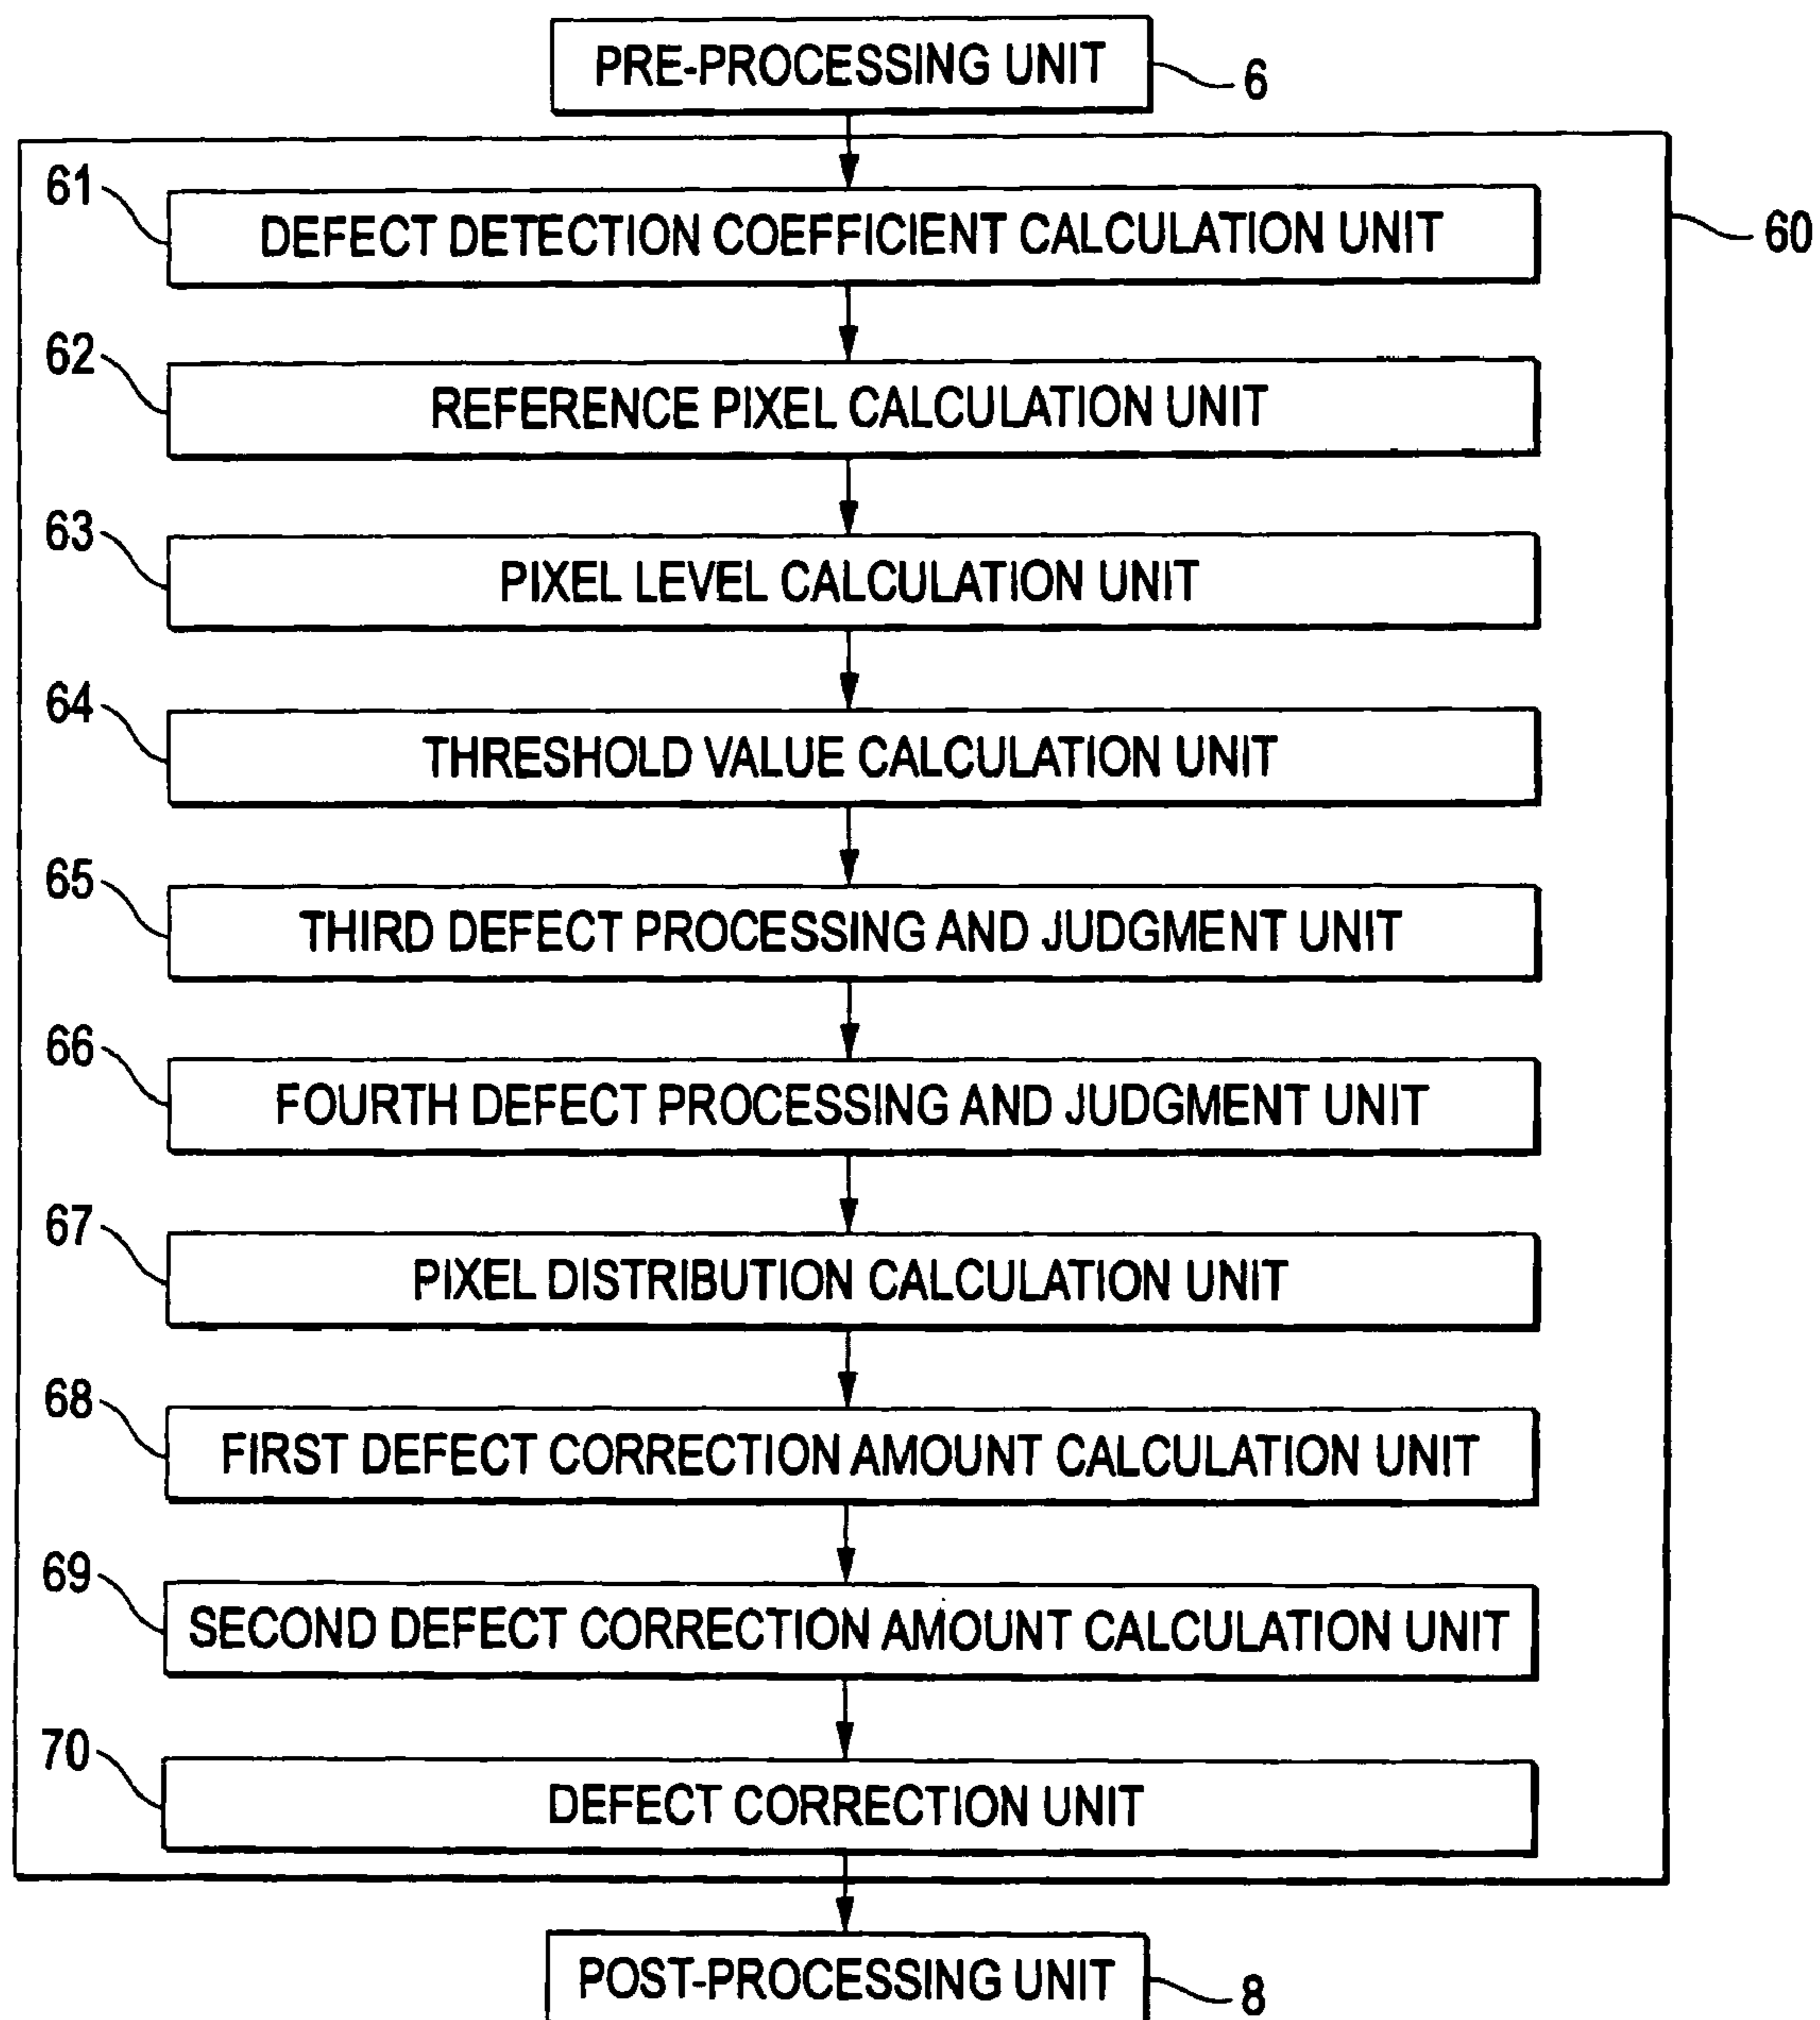 PRE-PROCESSING UNIT
6
60
61
DEFECT DETECTION COEFFICIENT CALCULATION UNIT
62
REFERENCE PIXEL CALCULATION UNIT
63
PIXEL LEVEL CALCULATION UNIT
64
THRESHOLD VALUE CALCULATION UNIT
65
THIRD DEFECT PROCESSING AND JUDGMENT UNIT
66
FOURTH DEFECT PROCESSING AND JUDGMENT UNIT
67
PIXEL DISTRIBUTION CALCULATION UNIT
68
FIRST DEFECT CORRECTION AMOUNT CALCULATION UNIT
69
SECOND DEFECT CORRECTION AMOUNT CALCULATION UNIT
70
DEFECT CORRECTION UNIT
POST-PROCESSING UNIT
8